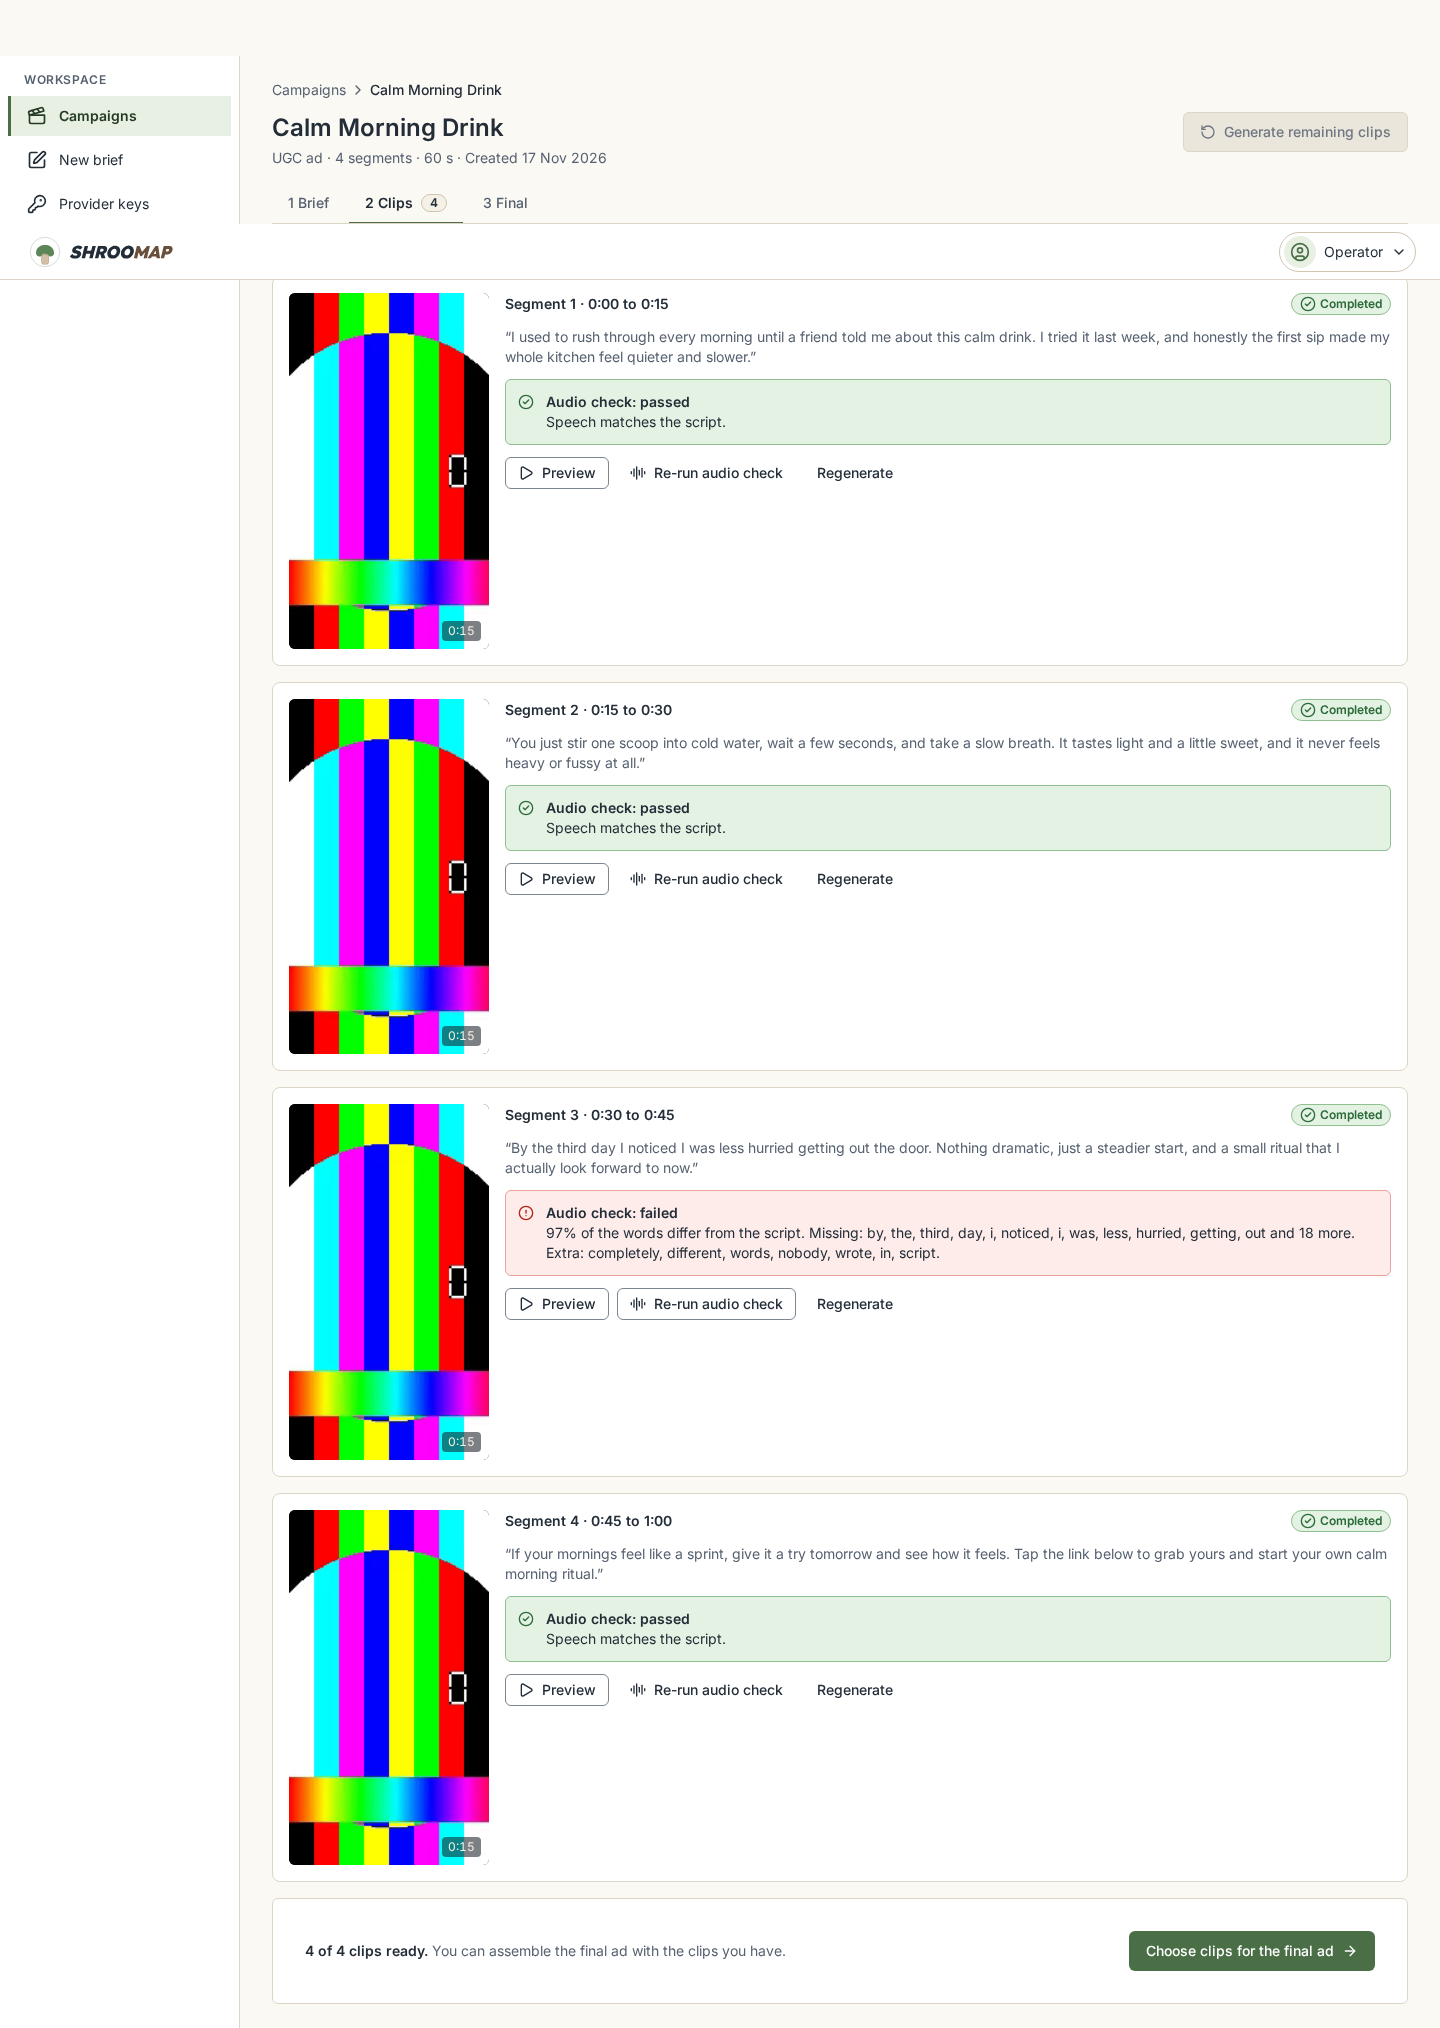 WORKSPACE
Campaigns
New brief
Provider keys
Campaigns > Calm Morning Drink
Calm Morning Drink
UGC ad · 4 segments · 60 s · Created 17 Nov 2026
Generate remaining clips
1 Brief
2 Clips 4
3 Final
SHROOMAP
Operator
Segment 1 · 0:00 to 0:15
Completed
“I used to rush through every morning until a friend told me about this calm drink. I tried it last week, and honestly the first sip made my
whole kitchen feel quieter and slower.”
Audio check: passed
Speech matches the script.
Preview
Re-run audio check
Regenerate
0
0:15
Segment 2 · 0:15 to 0:30
Completed
“You just stir one scoop into cold water, wait a few seconds, and take a slow breath. It tastes light and a little sweet, and it never feels
heavy or fussy at all.”
Audio check: passed
Speech matches the script.
Preview
Re-run audio check
Regenerate
0
0:15
Segment 3 · 0:30 to 0:45
Completed
“By the third day I noticed I was less hurried getting out the door. Nothing dramatic, just a steadier start, and a small ritual that I
actually look forward to now.”
Audio check: failed
97% of the words differ from the script. Missing: by, the, third, day, i, noticed, i, was, less, hurried, getting, out and 18 more.
Extra: completely, different, words, nobody, wrote, in, script.
Preview
Re-run audio check
Regenerate
0
0:15
Segment 4 · 0:45 to 1:00
Completed
“If your mornings feel like a sprint, give it a try tomorrow and see how it feels. Tap the link below to grab yours and start your own calm
morning ritual.”
Audio check: passed
Speech matches the script.
Preview
Re-run audio check
Regenerate
0
0:15
4 of 4 clips ready. You can assemble the final ad with the clips you have.
Choose clips for the final ad